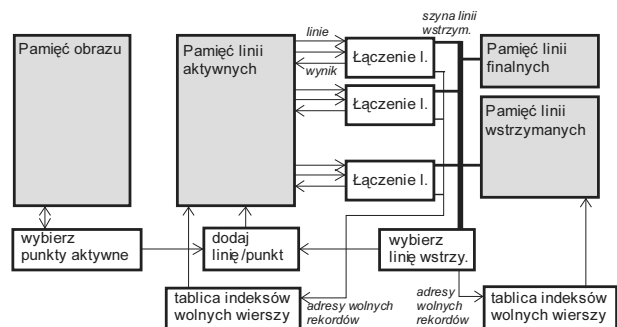 szyna linii
wstrzym.
Pamięć obrazu
Pamięć linii
aktywnych
linie
wynik
Łączenie l.
Pamięć linii
finalnych
Łączenie l.
Pamięć linii
wstrzymanych
Łączenie l.
wybierz
punkty aktywne
dodaj
linię/punkt
wybierz
linię wstrzy.
tablica indeksów
wolnych wierszy
adresy wolnych
rekordów
adresy
wolnych
rekordów
tablica indeksów
wolnych wierszy